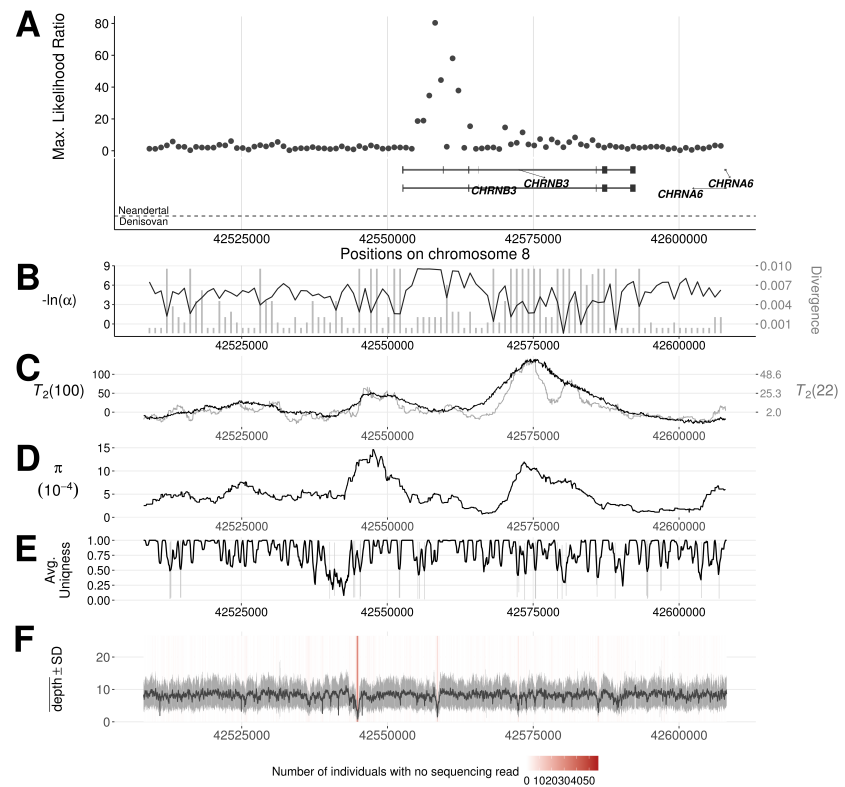 A
Max. Likelihood Ratio
80
60
40
20
0
CHRNB3
CHRNB3
CHRNA6
CHRNA6
Neandertal
Denisovan
42525000 42550000 42575000 42600000
Positions on chromosome 8
B
-ln(α)
9
6
3
0
0.010
0.007
0.004
0.001
Divergence
42525000 42550000 42575000 42600000
C
T2(100)
100
50
0
48.6
25.3
2.0
T2(22)
42525000 42550000 42575000 42600000
D
π
(10⁻⁴)
15
10
5
0
42525000 42550000 42575000 42600000
E
Avg.
Uniqness
1.00
0.75
0.50
0.25
0.00
42525000 42550000 42575000 42600000
F
depth ± SD
20
10
0
42525000 42550000 42575000 42600000
Number of individuals with no sequencing read
0 1020304050